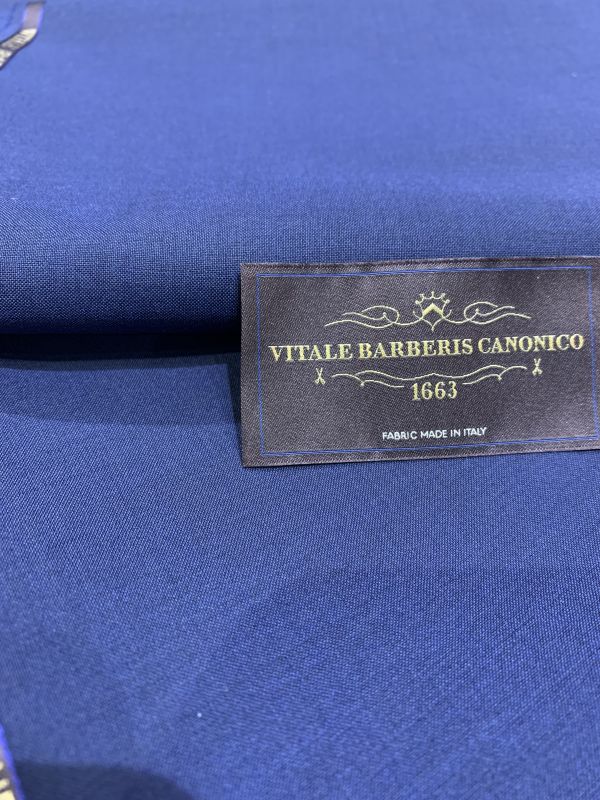 VITALE BARBERIS CANONICO
1663
FABRIC MADE IN ITALY